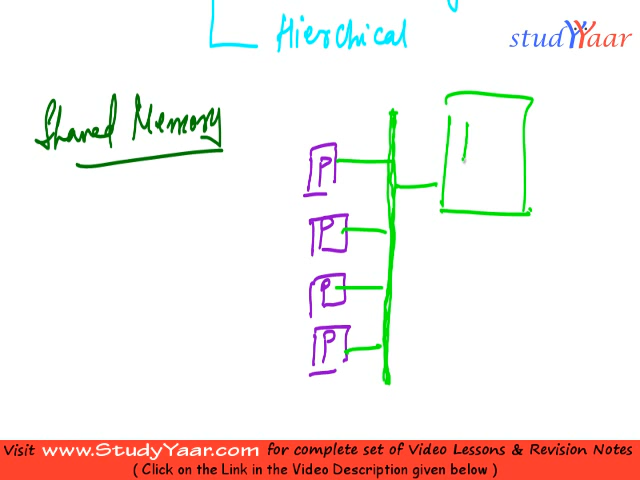 Hierchical
studYYaar
Shared Memory
P
P
P
P
Visit www.StudyYaar.com for complete set of Video Lessons & Revision Notes
( Click on the Link in the Video Description given below )